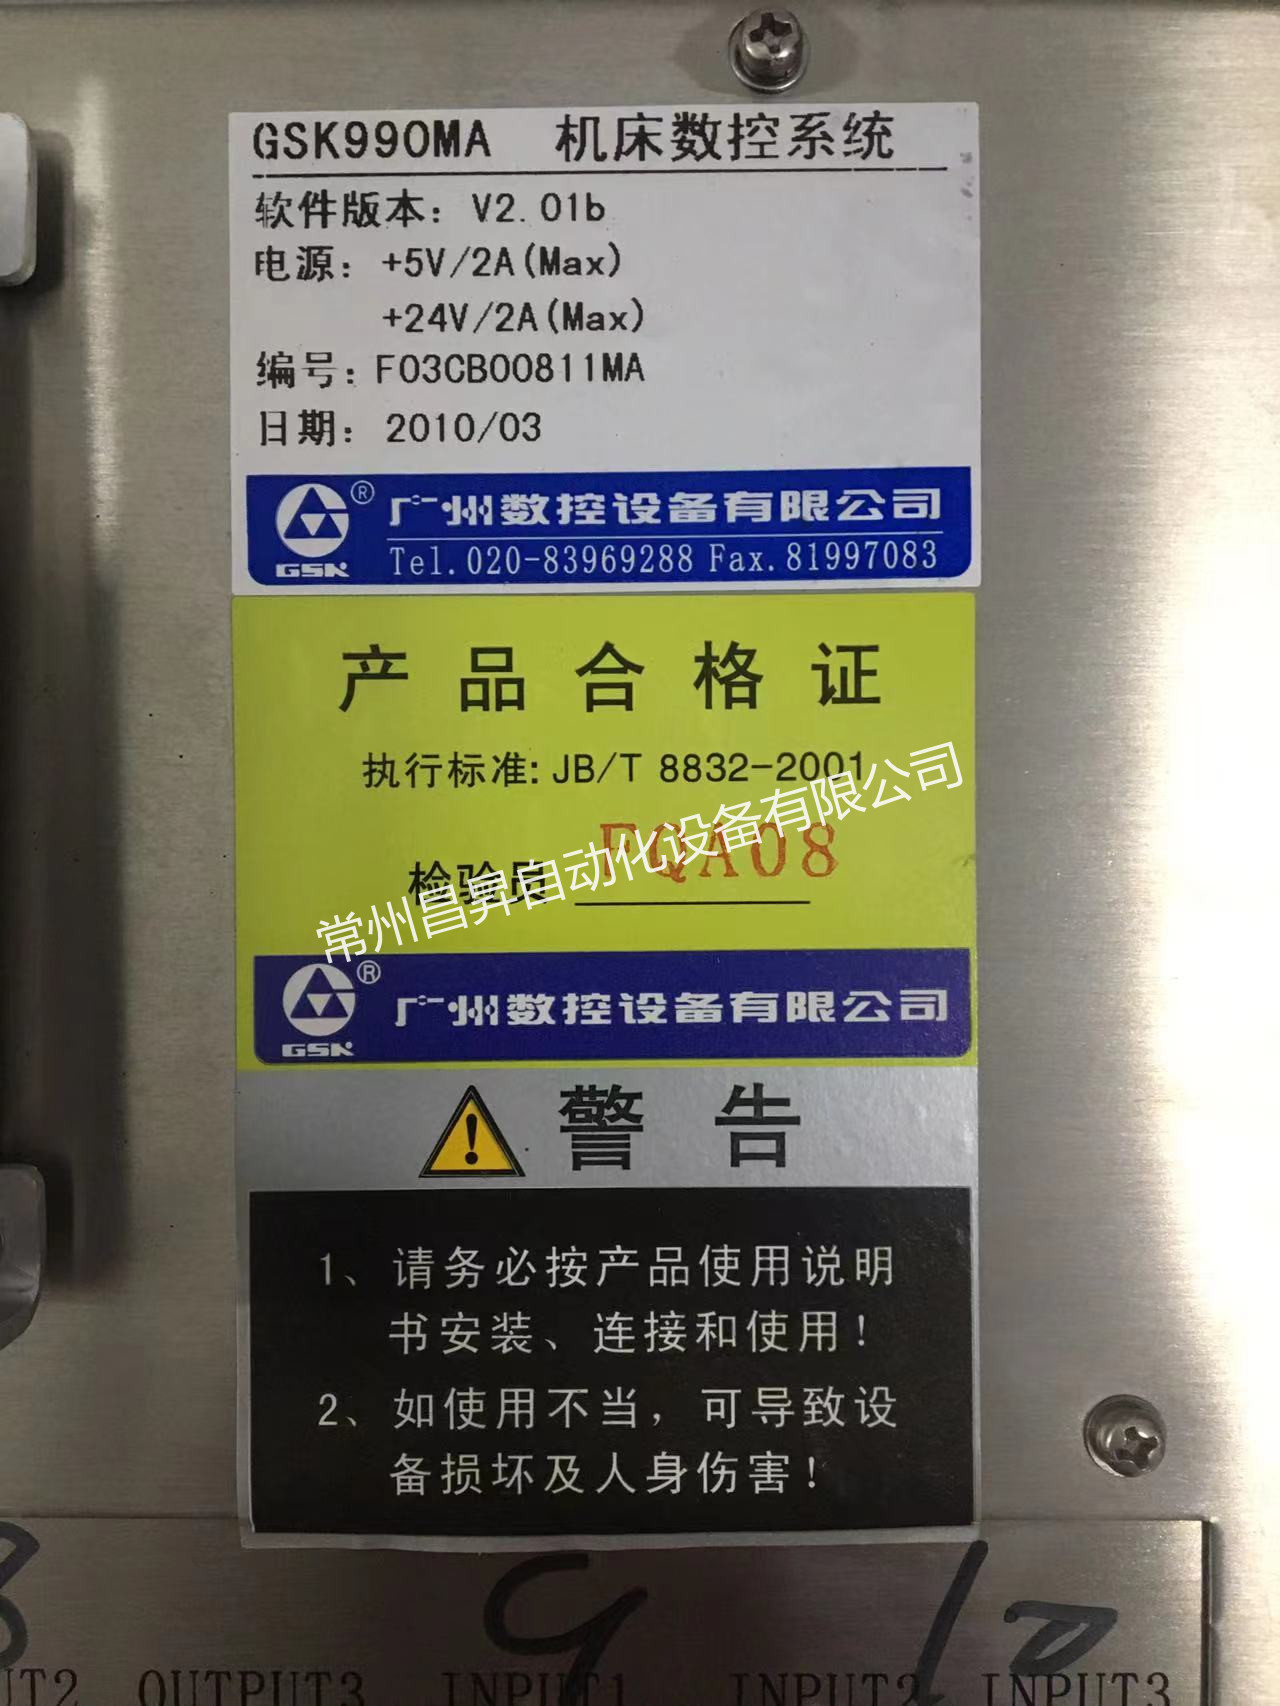 GSK990MA 机床数控系统
软件版本：V2.01b
电源：+5V/2A(Max)
+24V/2A(Max)
编号：F03CB00811MA
日期：2010/03
® 广州数控设备有限公司
GSK Tel.020-83969288 Fax.81997083
产品合格证
执行标准：JB/T 8832-2001
检验员 FQA08
常州昌昇自动化设备有限公司
® 广州数控设备有限公司
GSK
警告
1、请务必按产品使用说明
书安装、连接和使用！
2、如使用不当，可导致设
备损坏及人身伤害！
9 10
OUTPUT3 INPUT1 INPUT2 INPUT3